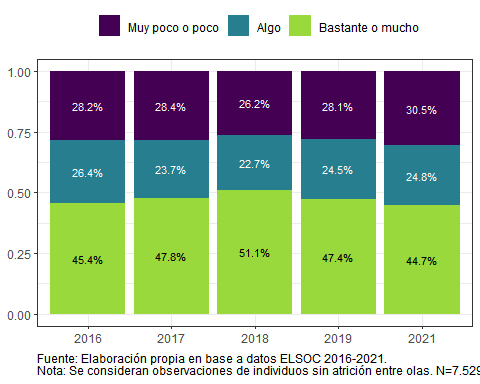 Muy poco o poco Algo Bastante o mucho
1.00
28.2% 28.4% 26.2% 28.1% 30.5%
0.75
26.4% 23.7% 22.7% 24.5% 24.8%
0.50
0.25
45.4% 47.8% 51.1% 47.4% 44.7%
0.00
2016 2017 2018 2019 2021
Fuente: Elaboración propia en base a datos ELSOC 2016-2021.
Nota: Se consideran observaciones de individuos sin atrición entre olas. N=7.529